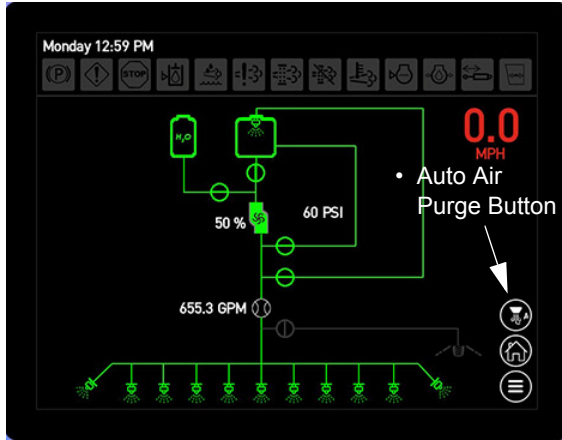 Monday 12:59 PM
(P)
STOP
H₂O
0.0
MPH
• Auto Air
Purge Button
50 %
60 PSI
655.3 GPM
A